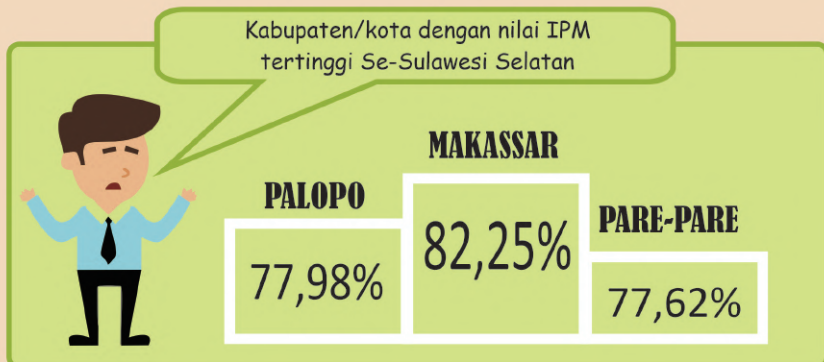 Kabupaten/kota dengan nilai IPM
tertinggi Se-Sulawesi Selatan
PALOPO
77,98%
MAKASSAR
82,25%
PARE-PARE
77,62%